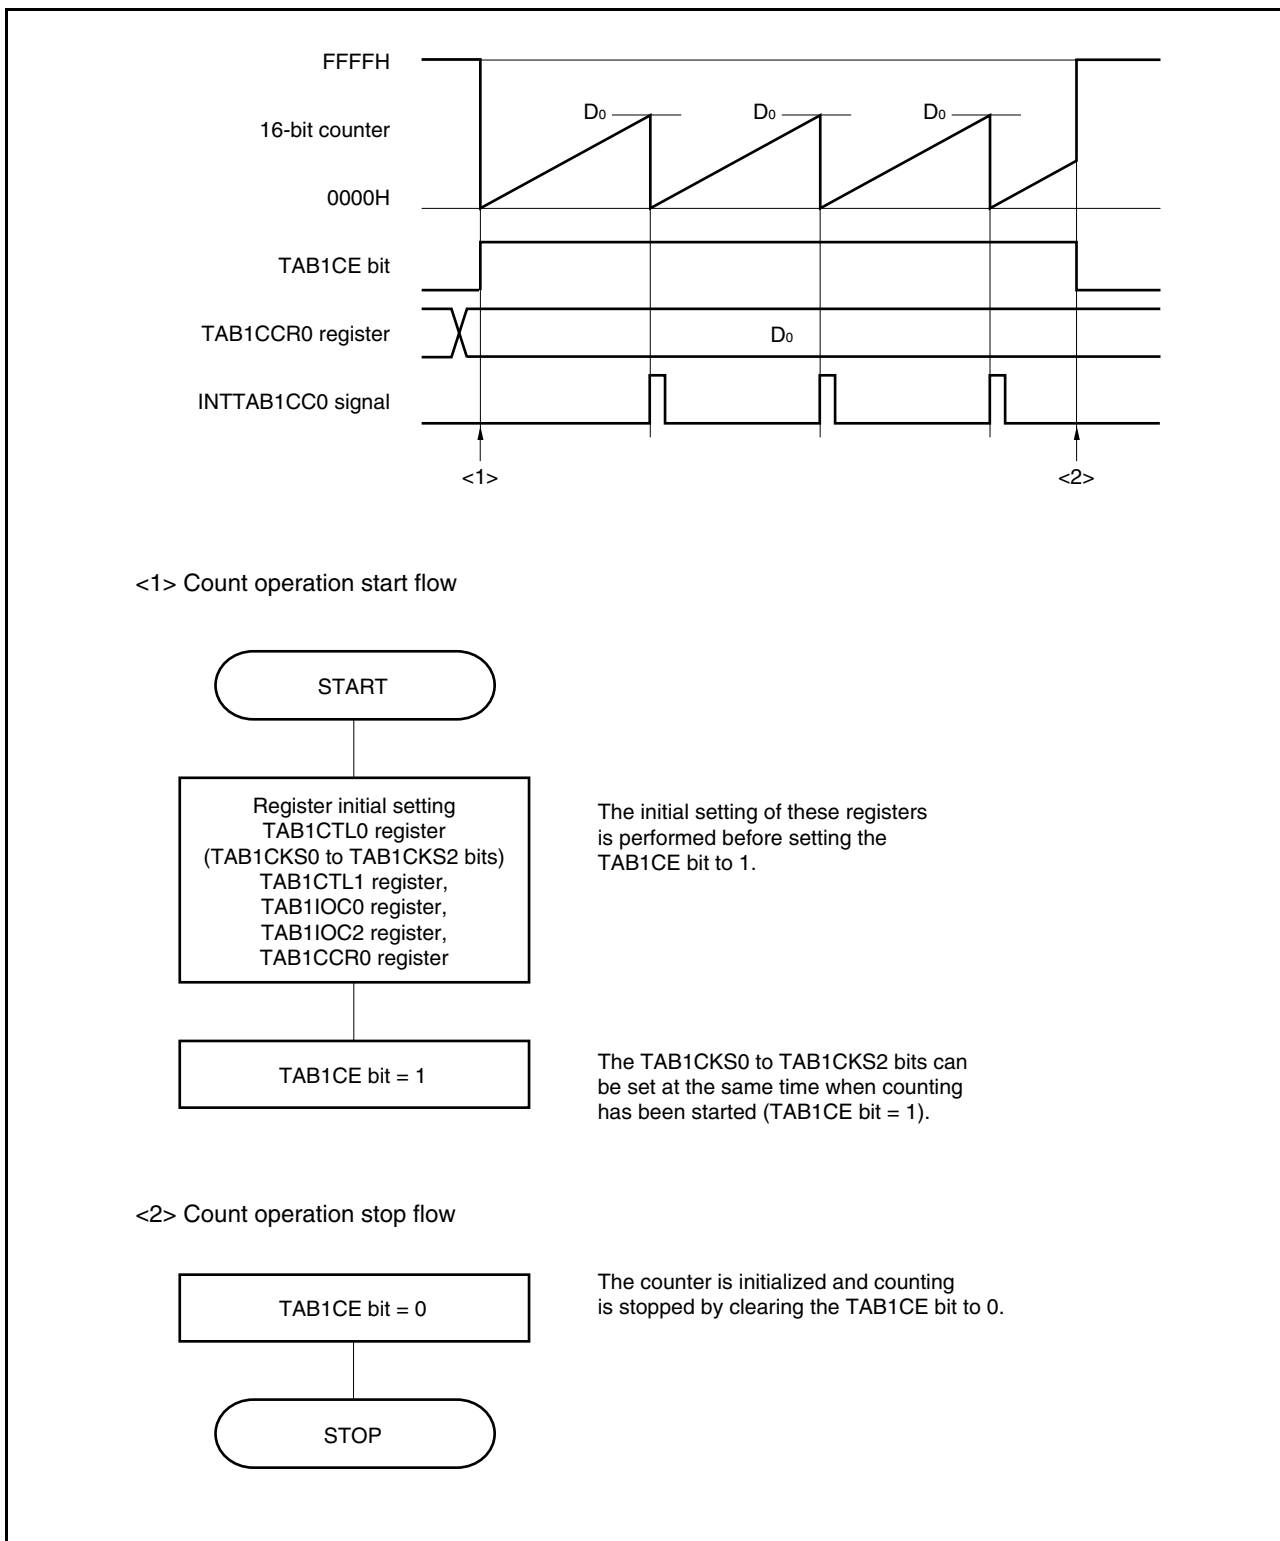 FFFFH
D0 D0 D0
16-bit counter
0000H
TAB1CE bit
TAB1CCR0 register D0
INTTAB1CC0 signal
<1> <2>
<1> Count operation start flow
START
Register initial setting
TAB1CTL0 register
(TAB1CKS0 to TAB1CKS2 bits)
TAB1CTL1 register,
TAB1IOC0 register,
TAB1IOC2 register,
TAB1CCR0 register
The initial setting of these registers
is performed before setting the
TAB1CE bit to 1.
TAB1CE bit = 1
The TAB1CKS0 to TAB1CKS2 bits can
be set at the same time when counting
has been started (TAB1CE bit = 1).
<2> Count operation stop flow
TAB1CE bit = 0
The counter is initialized and counting
is stopped by clearing the TAB1CE bit to 0.
STOP